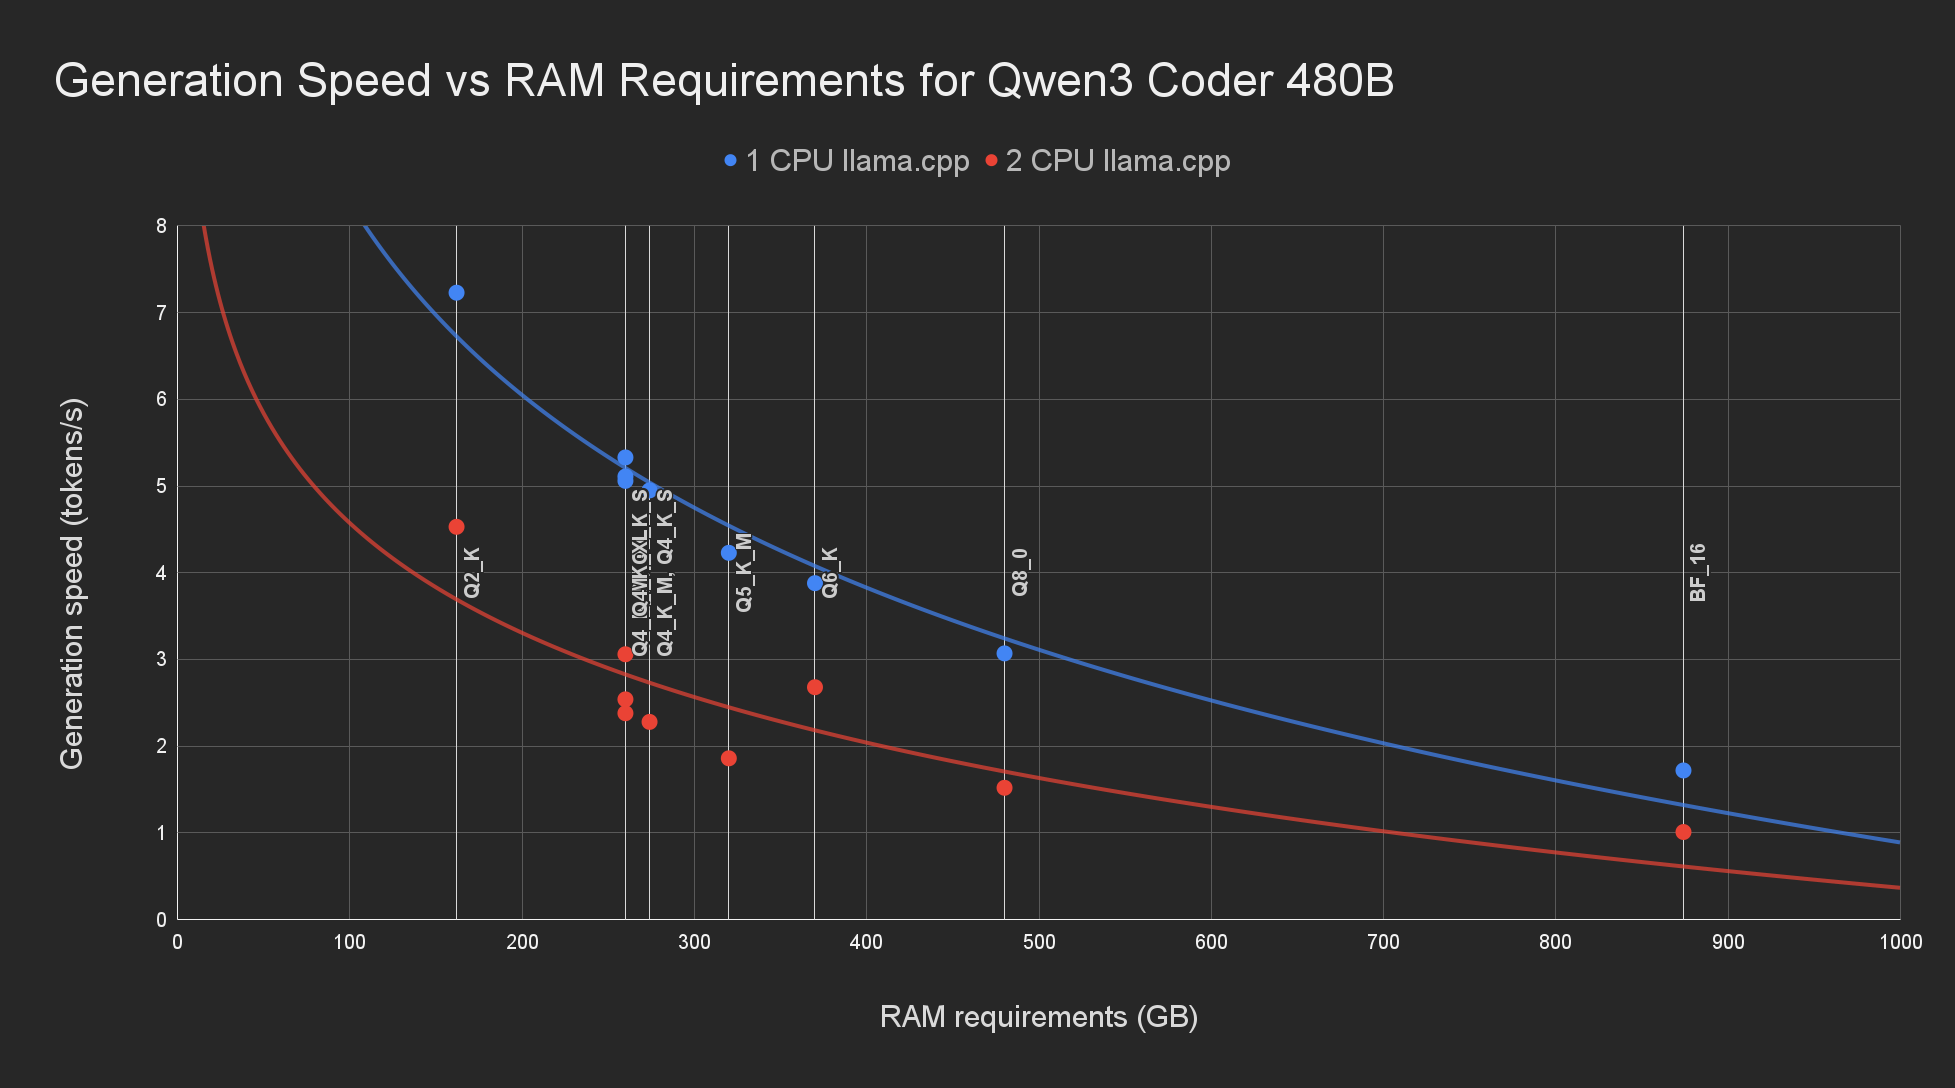 Generation Speed vs RAM Requirements for Qwen3 Coder 480B
1 CPU llama.cpp
2 CPU llama.cpp
Generation speed (tokens/s)
8
7
6
5
4
3
2
1
0
Q2_K
Q4_K_M, Q4_K_S
Q5_K_M
Q6_K
Q8_0
BF_16
0
100
200
300
400
500
600
700
800
900
1000
RAM requirements (GB)